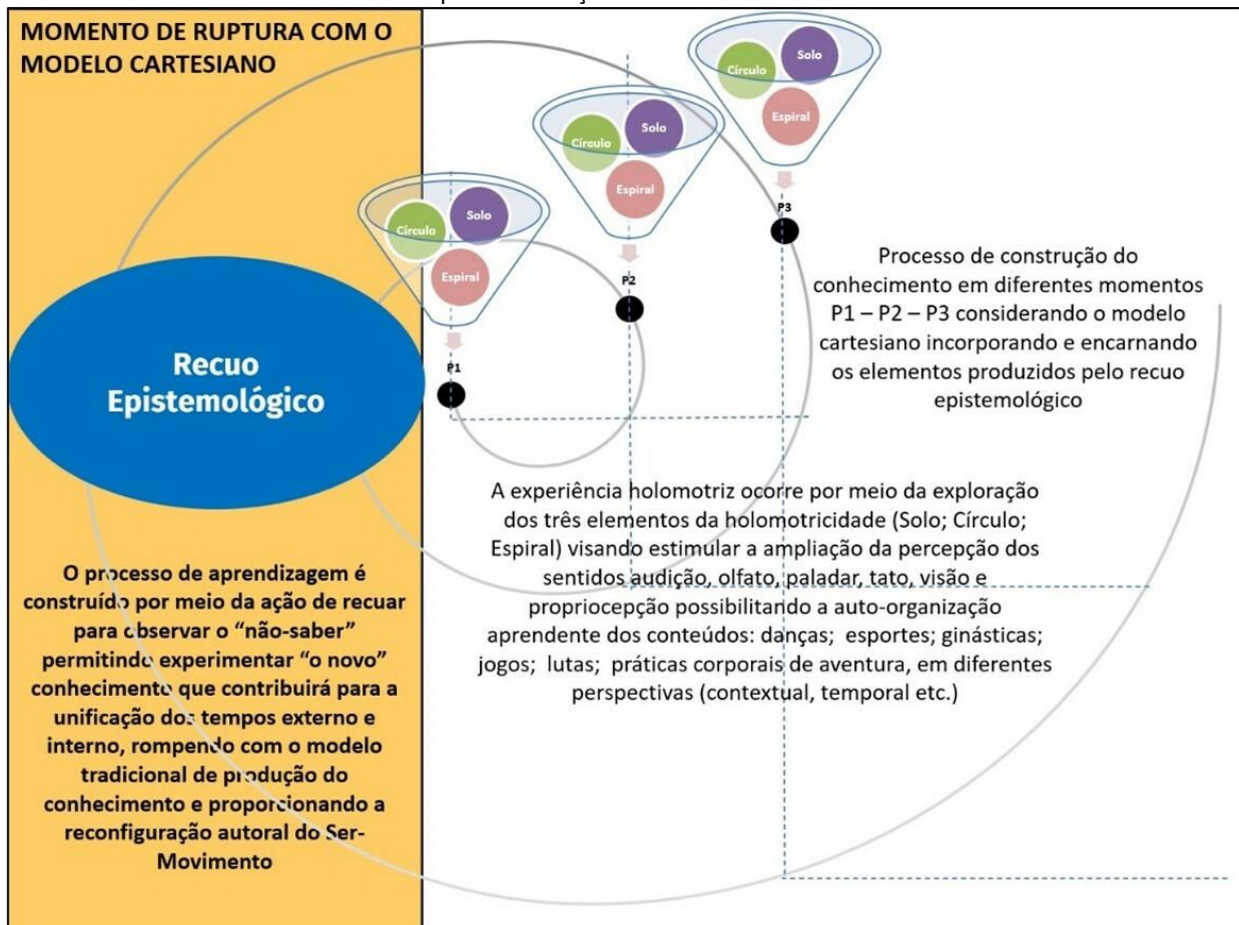 MOMENTO DE RUPTURA COM O
MODELO CARTESIANO
Círculo
Solo
Espiral
P3
Círculo
Solo
Espiral
P2
Círculo
Solo
Espiral
P1
Recuo
Epistemológico
Processo de construção do
conhecimento em diferentes momentos
P1 – P2 – P3 considerando o modelo
cartesiano incorporando e encarnando
os elementos produzidos pelo recuo
epistemológico
O processo de aprendizagem é
construído por meio da ação de recuar
para observar o “não-saber”
permitindo experimentar “o novo”
conhecimento que contribuirá para a
unificação dos tempos externo e
interno, rompendo com o modelo
tradicional de produção do
conhecimento e proporcionando a
reconfiguração autoral do Ser-
Movimento
A experiência holomotriz ocorre por meio da exploração
dos três elementos da holomotricidade (Solo; Círculo;
Espiral) visando estimular a ampliação da percepção dos
sentidos audição, olfato, paladar, tato, visão e
propriocepção possibilitando a auto-organização
aprendente dos conteúdos: danças; esportes; ginásticas;
jogos; lutas; práticas corporais de aventura, em diferentes
perspectivas (contextual, temporal etc.)